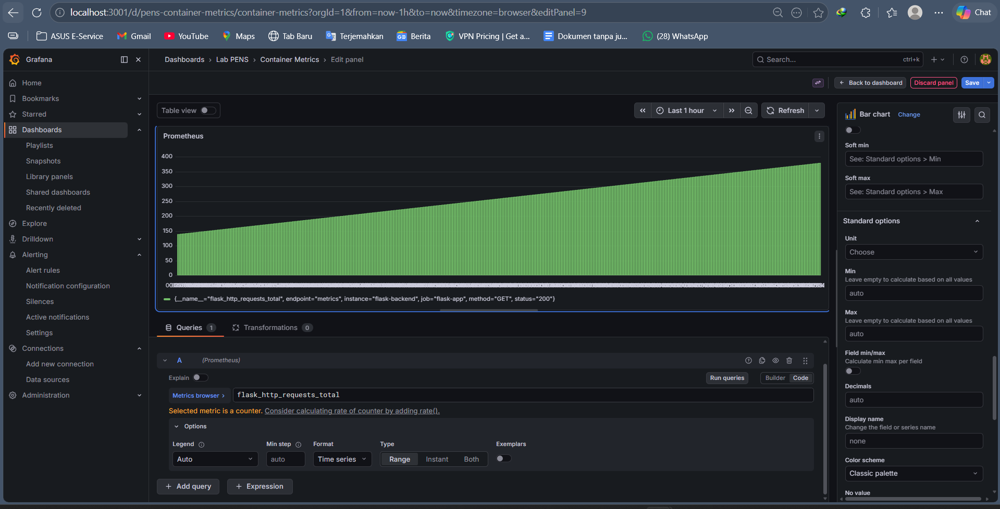 localhost:3001/d/pens-container-metrics/container-metrics?orgId=1&from=now-1h&to=now&timezone=browser&editPanel=9
Chat
ASUS E-Service
Gmail
YouTube
Maps
Tab Baru
Terjemahkan
Berita
VPN Pricing | Get a...
Dokumen tanpa ju...
(28) WhatsApp
Grafana
Dashboards › Lab PENS › Container Metrics › Edit panel
Search...
ctrl+k
Home
Bookmarks
Starred
Dashboards
Playlists
Snapshots
Library panels
Shared dashboards
Recently deleted
Explore
Drilldown
Alerting
Alert rules
Notification configuration
Silences
Active notifications
Settings
Connections
Add new connection
Data sources
Administration
Back to dashboard
Discard panel
Save
Table view
Last 1 hour
Refresh
Prometheus
400
350
300
250
200
150
100
50
0
{__name__="flask_http_requests_total", endpoint="metrics", instance="flask-backend", job="flask-app", method="GET", status="200"}
Queries 1
Transformations 0
A
(Prometheus)
Explain
Run queries
Builder
Code
Metrics browser ›
flask_http_requests_total
Selected metric is a counter. Consider calculating rate of counter by adding rate().
Options
Legend
Min step
Format
Type
Exemplars
Auto
auto
Time series
Range
Instant
Both
+ Add query
+ Expression
Bar chart
Change
Soft min
See: Standard options > Min
Soft max
See: Standard options > Max
Standard options
Unit
Choose
Min
Leave empty to calculate based on all values
auto
Max
Leave empty to calculate based on all values
auto
Field min/max
Calculate min max per field
Decimals
auto
Display name
Change the field or series name
none
Color scheme
Classic palette
No value